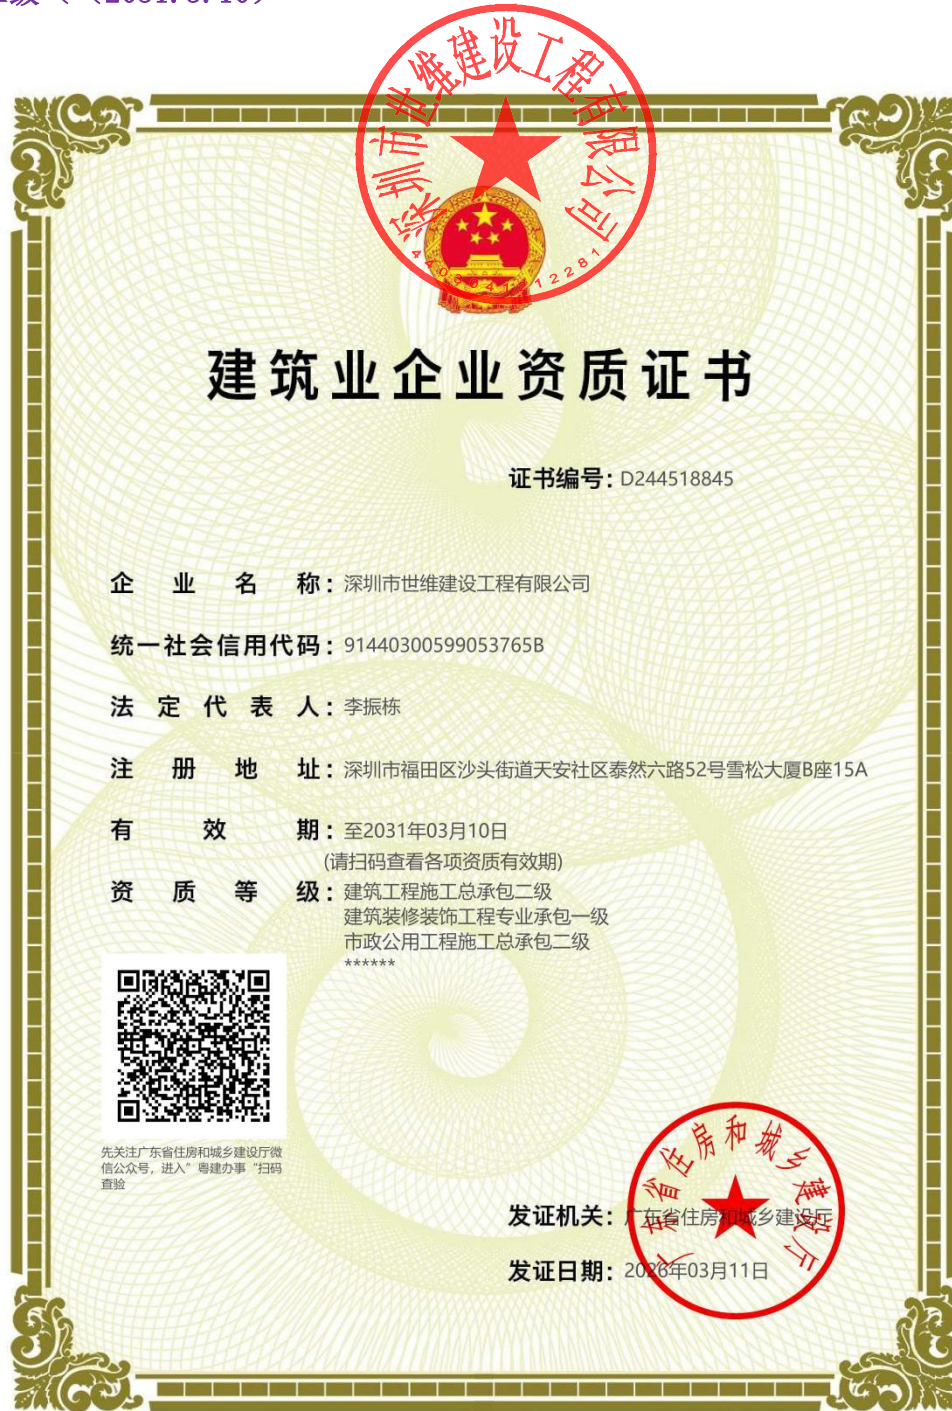 深圳市世维建设工程有限公司
建筑业企业资质证书
证书编号：D244518845
企业名称：深圳市世维建设工程有限公司
统一社会信用代码：91440300599053765B
法定代表人：李振栋
注册地址：深圳市福田区沙头街道天安社区泰然六路52号雪松大厦B座15A
有效期：至2031年03月10日
(请扫码查看各项资质有效期)
资质等级：建筑工程施工总承包二级
建筑装修装饰工程专业承包一级
市政公用工程施工总承包二级
******
先关注广东省住房和城乡建设厅微
信公众号，进入”粤建办事“扫码
查验
广东省住房和城乡建设厅
发证机关：广东省住房和城乡建设厅
发证日期：2026年03月11日